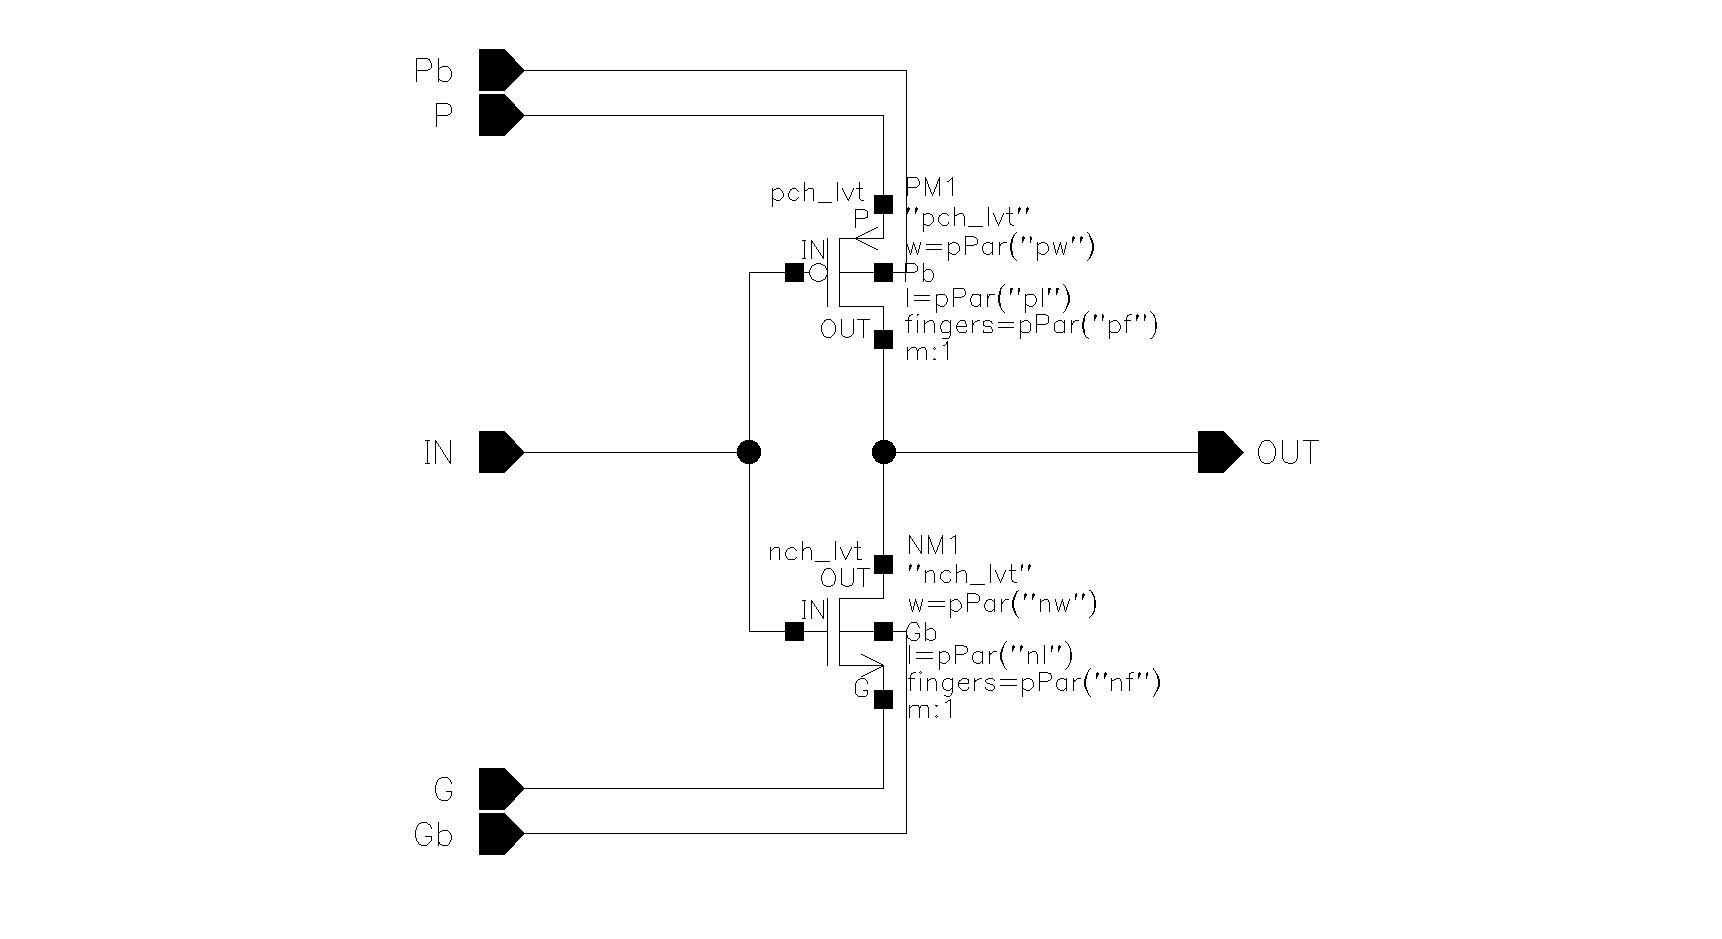 Pb
P
pch_lvt
PM1
P
"pch_lvt"
IN
w=pPar("pw")
Pb
l=pPar("pl")
OUT
fingers=pPar("pf")
m:1
IN
OUT
nch_lvt
NM1
OUT
"nch_lvt"
IN
w=pPar("nw")
Gb
l=pPar("nl")
G
fingers=pPar("nf")
m:1
G
Gb